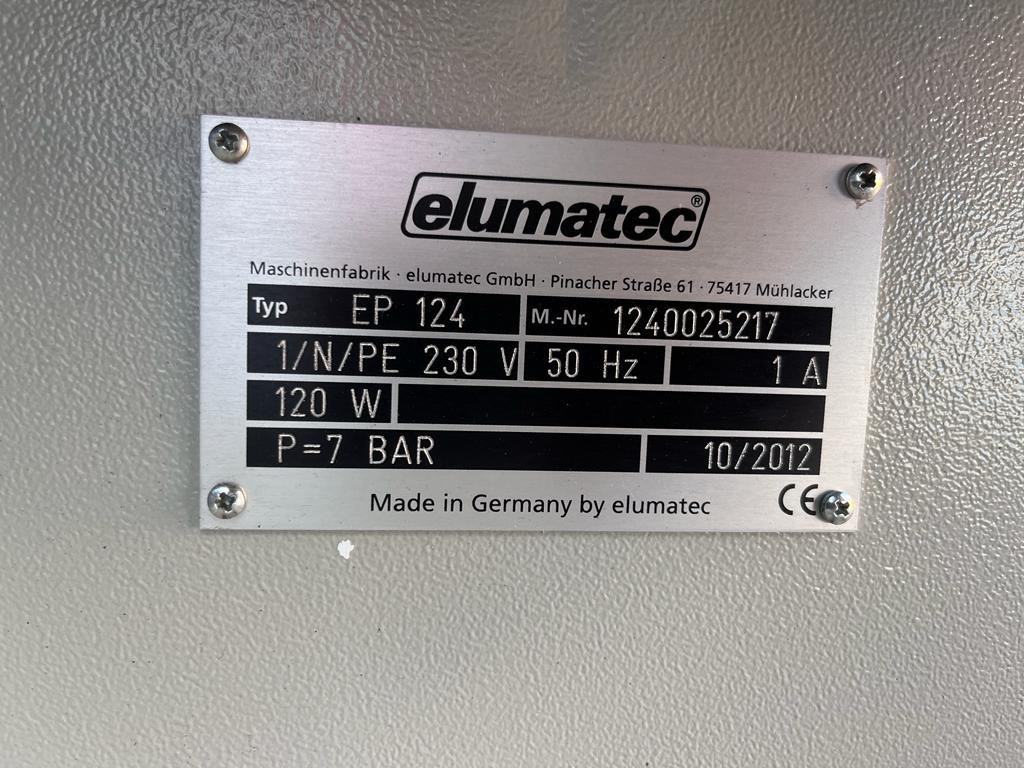 elumatec®
Maschinenfabrik · elumatec GmbH · Pinacher Straße 61 · 75417 Mühlacker
Typ EP 124 M.-Nr. 1240025217
1/N/PE 230 V 50 Hz 1 A
120 W
P=7 BAR 10/2012
Made in Germany by elumatec CE